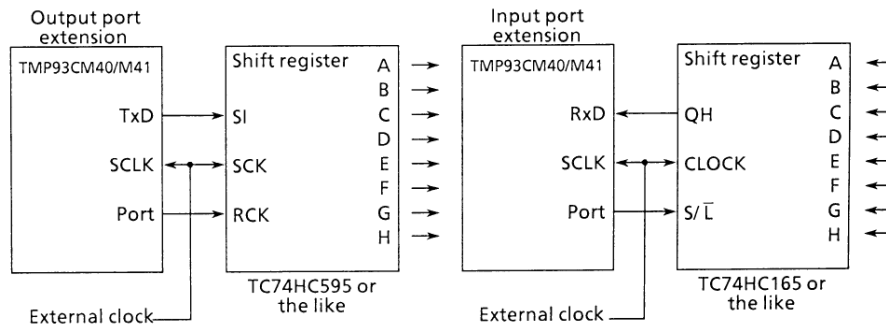 Output port
extension
TMP93CM40/M41
TxD
SCLK
Port
Shift register
SI
SCK
RCK
A
B
C
D
E
F
G
H
TC74HC595 or
the like
External clock
Input port
extension
TMP93CM40/M41
RxD
SCLK
Port
Shift register
QH
CLOCK
S/L̅
A
B
C
D
E
F
G
H
TC74HC165 or
the like
External clock